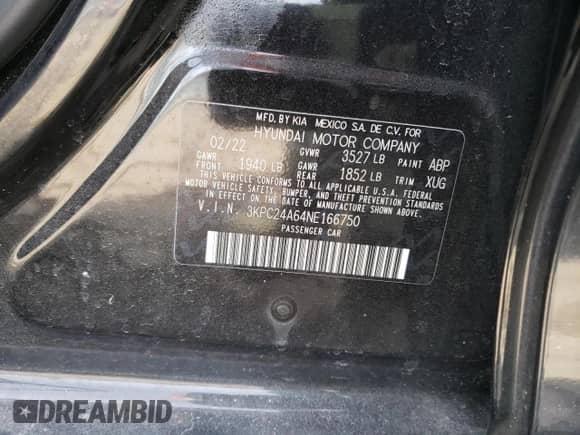 MFD. BY KIA MEXICO S.A. DE C.V. FOR
HYUNDAI MOTOR COMPANY
02/22 GVWR 3527 LB PAINT ABP
GAWR FRONT 1940 LB GAWR REAR 1852 LB TRIM XUG
THIS VEHICLE CONFORMS TO ALL APPLICABLE U.S.A. FEDERAL
MOTOR VEHICLE SAFETY, BUMPER, AND THEFT PREVENTION STANDARDS
IN EFFECT ON THE DATE OF MANUFACTURE SHOWN ABOVE.
V.I.N. 3KPC24A64NE166750
PASSENGER CAR
DREAMBID